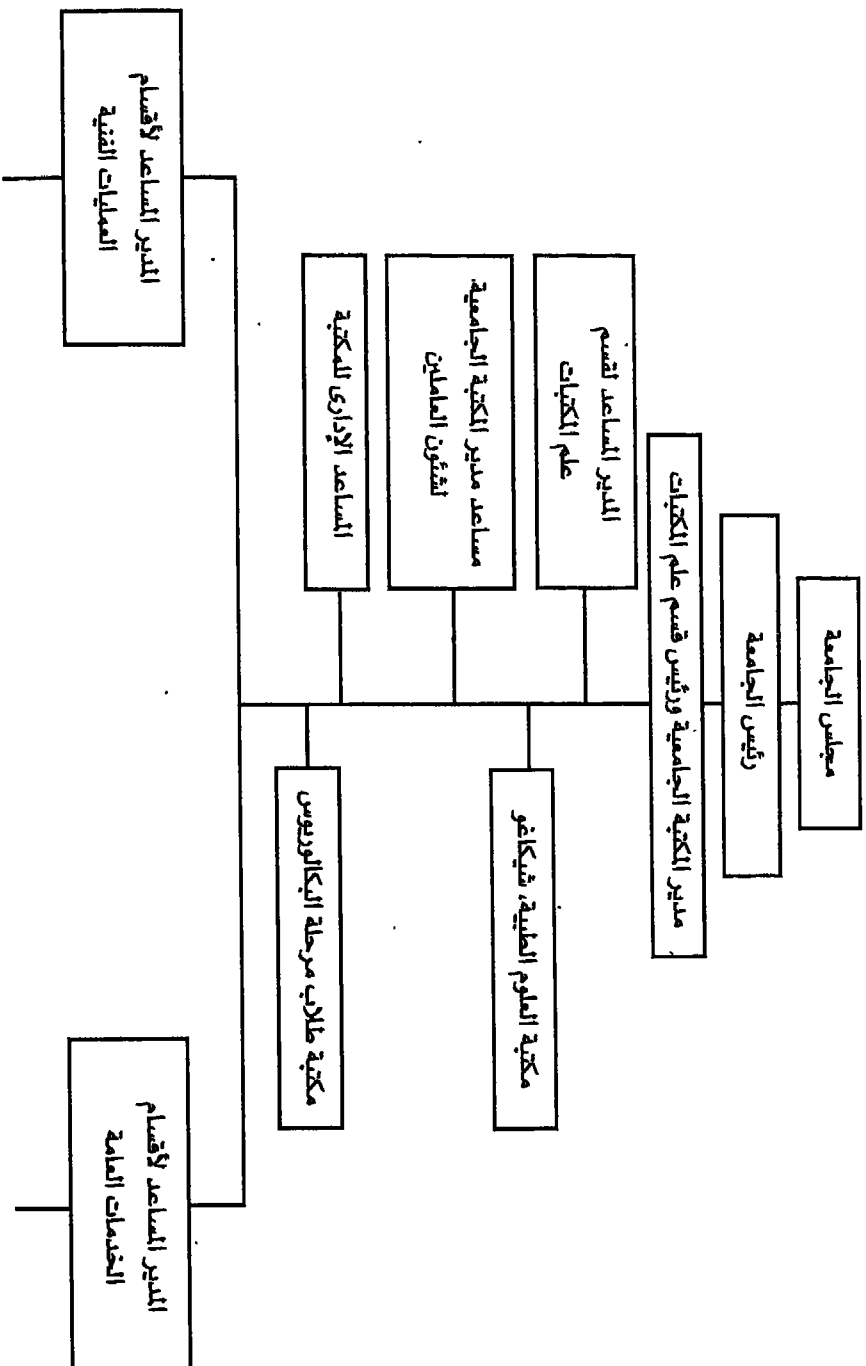 مجلس الجامعة
رئيس الجامعة
مدير المكتبة الجامعية ورئيس قسم علم المكتبات
المدير المساعد لقسم
علم المكتبات
مكتبة العلوم الطبية، شيكاغو
مساعد مدير المكتبة الجامعية
لشئون العاملين
المساعد الإدارى للمكتبة
مكتبة طلاب مرحلة البكالوريوس
المدير المساعد لأقسام
الخدمات العامة
المدير المساعد لأقسام
العمليات الفنية